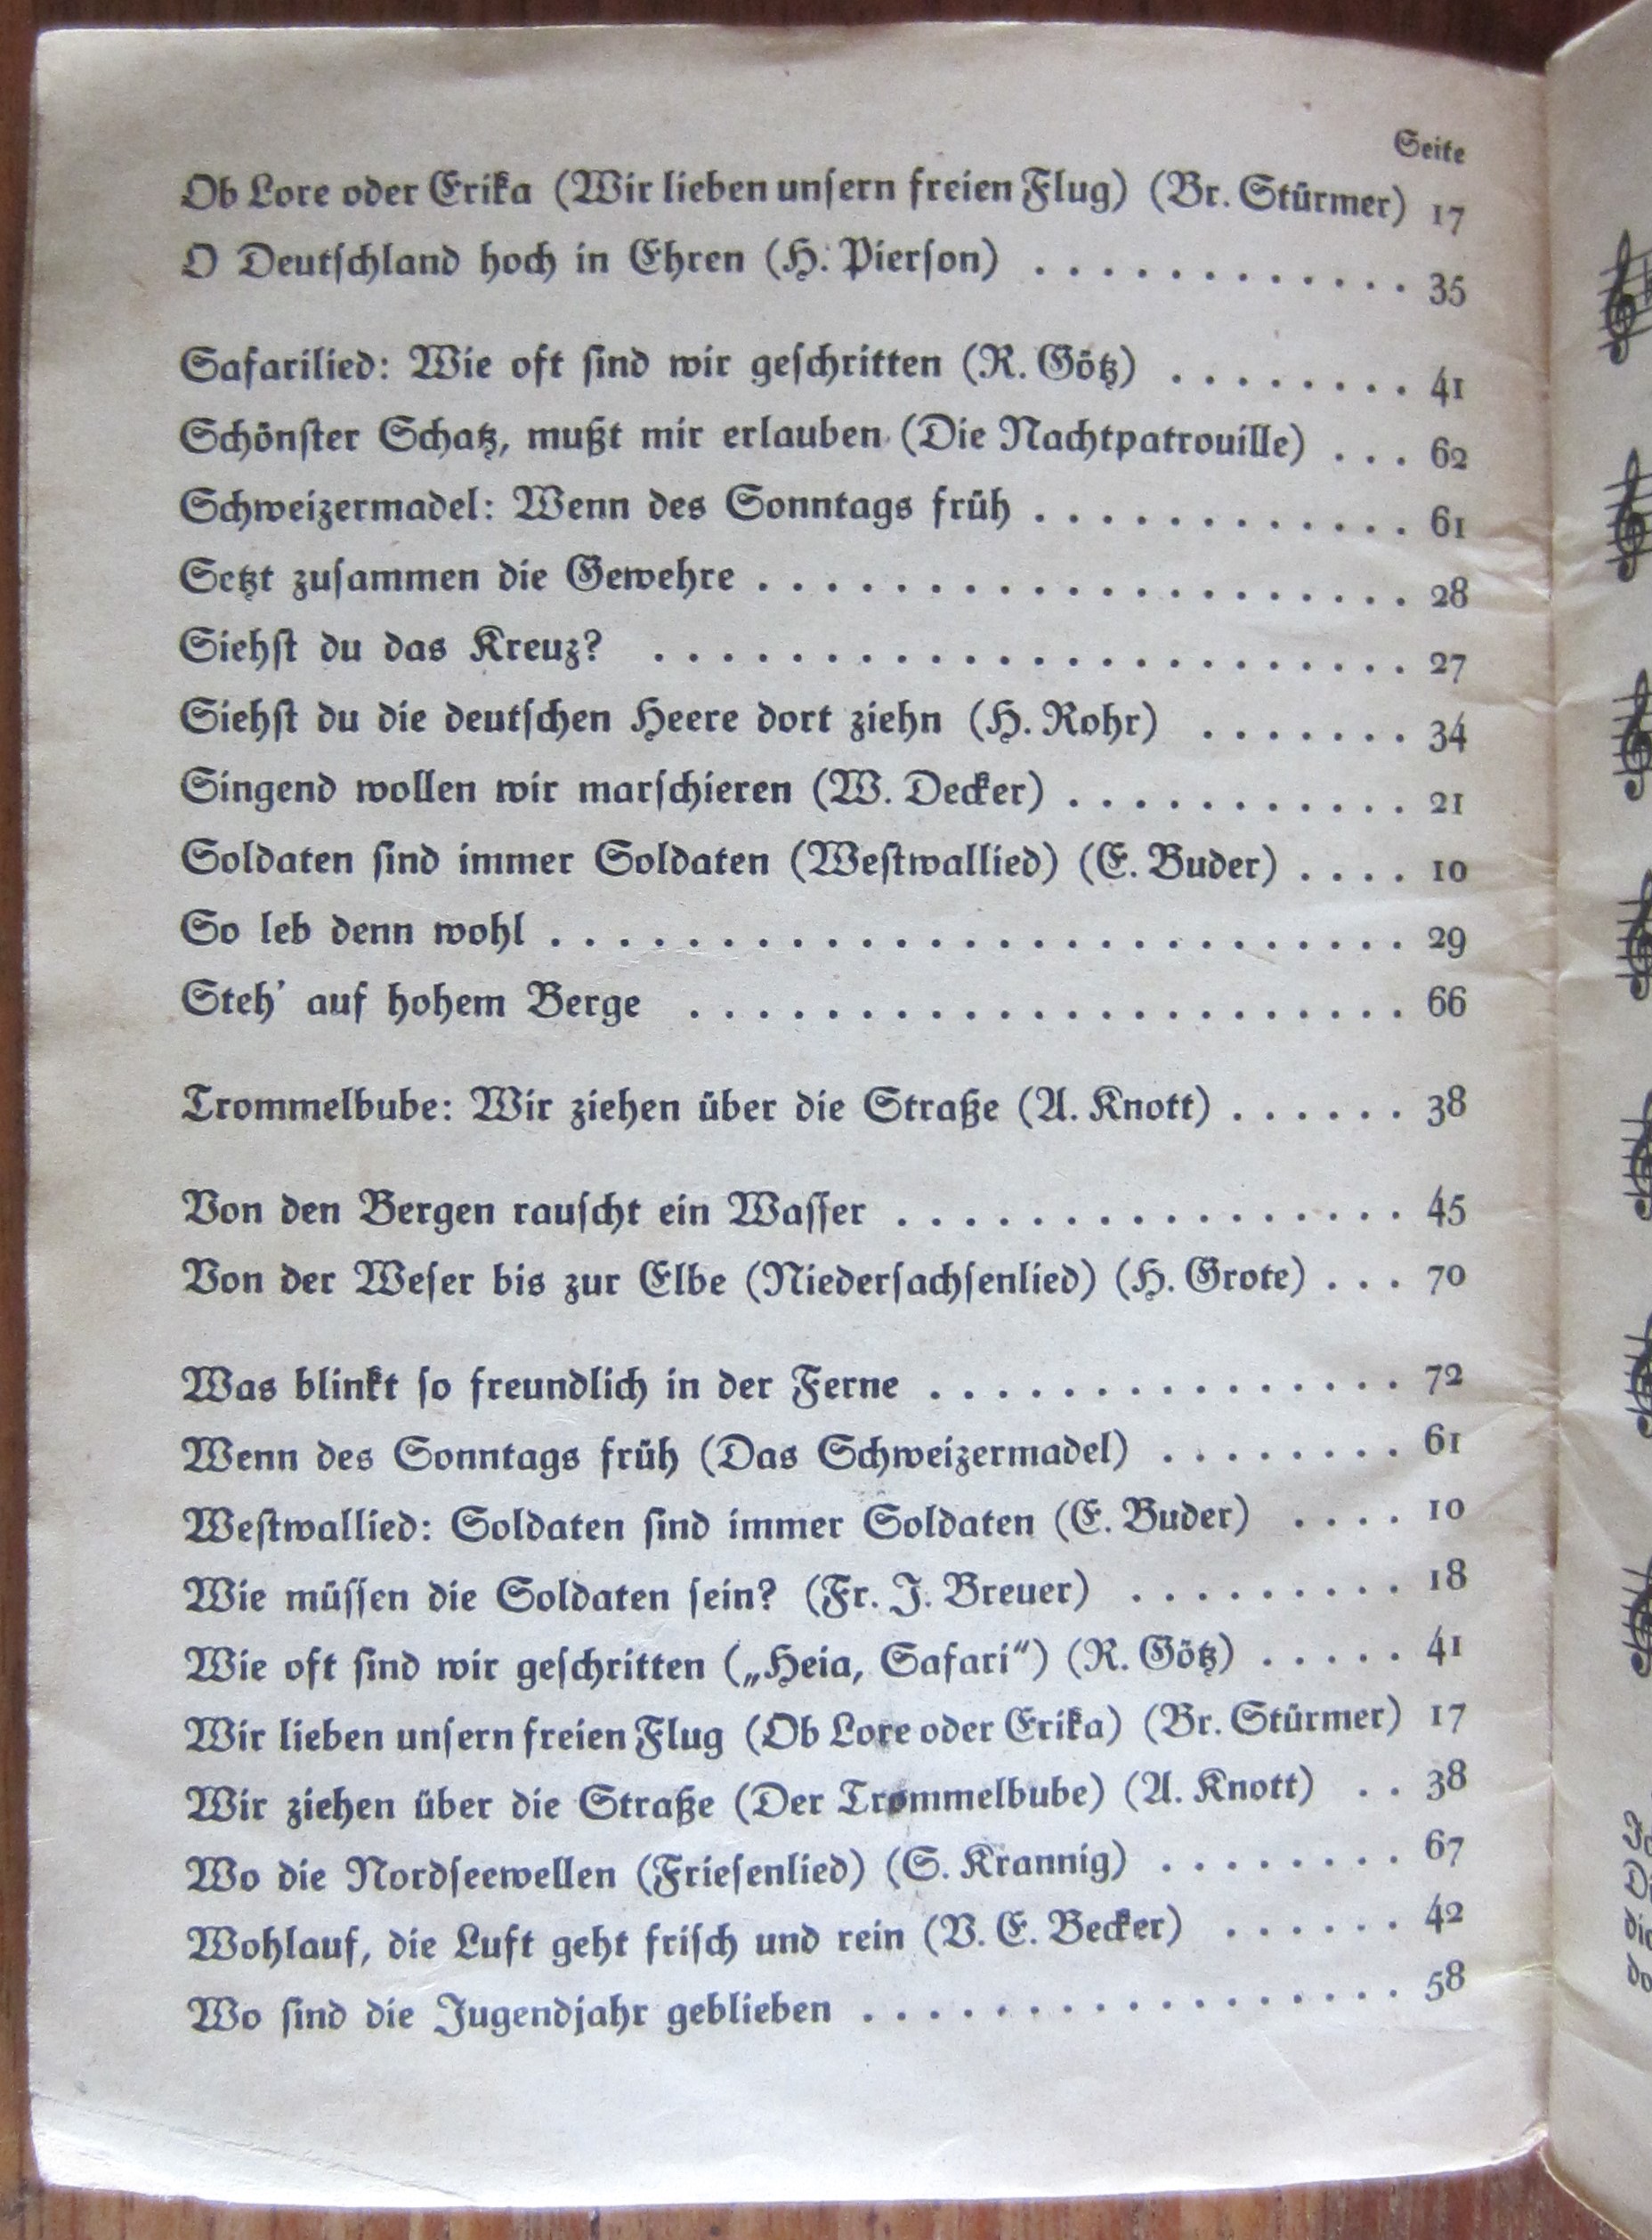 Seite
Ob Lore oder Erika (Wir lieben unsern freien Flug) (Br. Stürmer) 17
O Deutschland hoch in Ehren (H. Pierson) . . . . . . . . . . . . 35
Safarilied: Wie oft sind wir geschritten (R. Götz) . . . . . . . . 41
Schönster Schatz, mußt mir erlauben (Die Nachtpatrouille) . . . 62
Schweizermadel: Wenn des Sonntags früh . . . . . . . . . . . . 61
Setzt zusammen die Gewehre . . . . . . . . . . . . . . . . . . . 28
Siehst du das Kreuz? . . . . . . . . . . . . . . . . . . . . . . 27
Siehst du die deutschen Heere dort ziehn (H. Rohr) . . . . . . . 34
Singend wollen wir marschieren (W. Decker) . . . . . . . . . . 21
Soldaten sind immer Soldaten (Westwallied) (E. Buder) . . . . 10
So leb denn wohl . . . . . . . . . . . . . . . . . . . . . . . . . 29
Steh' auf hohem Berge . . . . . . . . . . . . . . . . . . . . . 66
Trommelbube: Wir ziehen über die Straße (A. Knott) . . . . . . 38
Von den Bergen rauscht ein Wasser . . . . . . . . . . . . . . . 45
Von der Weser bis zur Elbe (Niedersachsenlied) (H. Grote) . . . 70
Was blinkt so freundlich in der Ferne . . . . . . . . . . . . . . 72
Wenn des Sonntags früh (Das Schweizermadel) . . . . . . . . 61
Westwallied: Soldaten sind immer Soldaten (E. Buder) . . . . 10
Wie müssen die Soldaten sein? (Fr. J. Breuer) . . . . . . . . . 18
Wie oft sind wir geschritten („Heia, Safari“) (R. Götz) . . . . . 41
Wir lieben unsern freien Flug (Ob Lore oder Erika) (Br. Stürmer) 17
Wir ziehen über die Straße (Der Trommelbube) (A. Knott) . . 38
Wo die Nordseewellen (Friesenlied) (S. Krannig) . . . . . . . . 67
Wohlauf, die Luft geht frisch und rein (V. E. Becker) . . . . . . 42
Wo sind die Jugendjahr geblieben . . . . . . . . . . . . . . . . 58